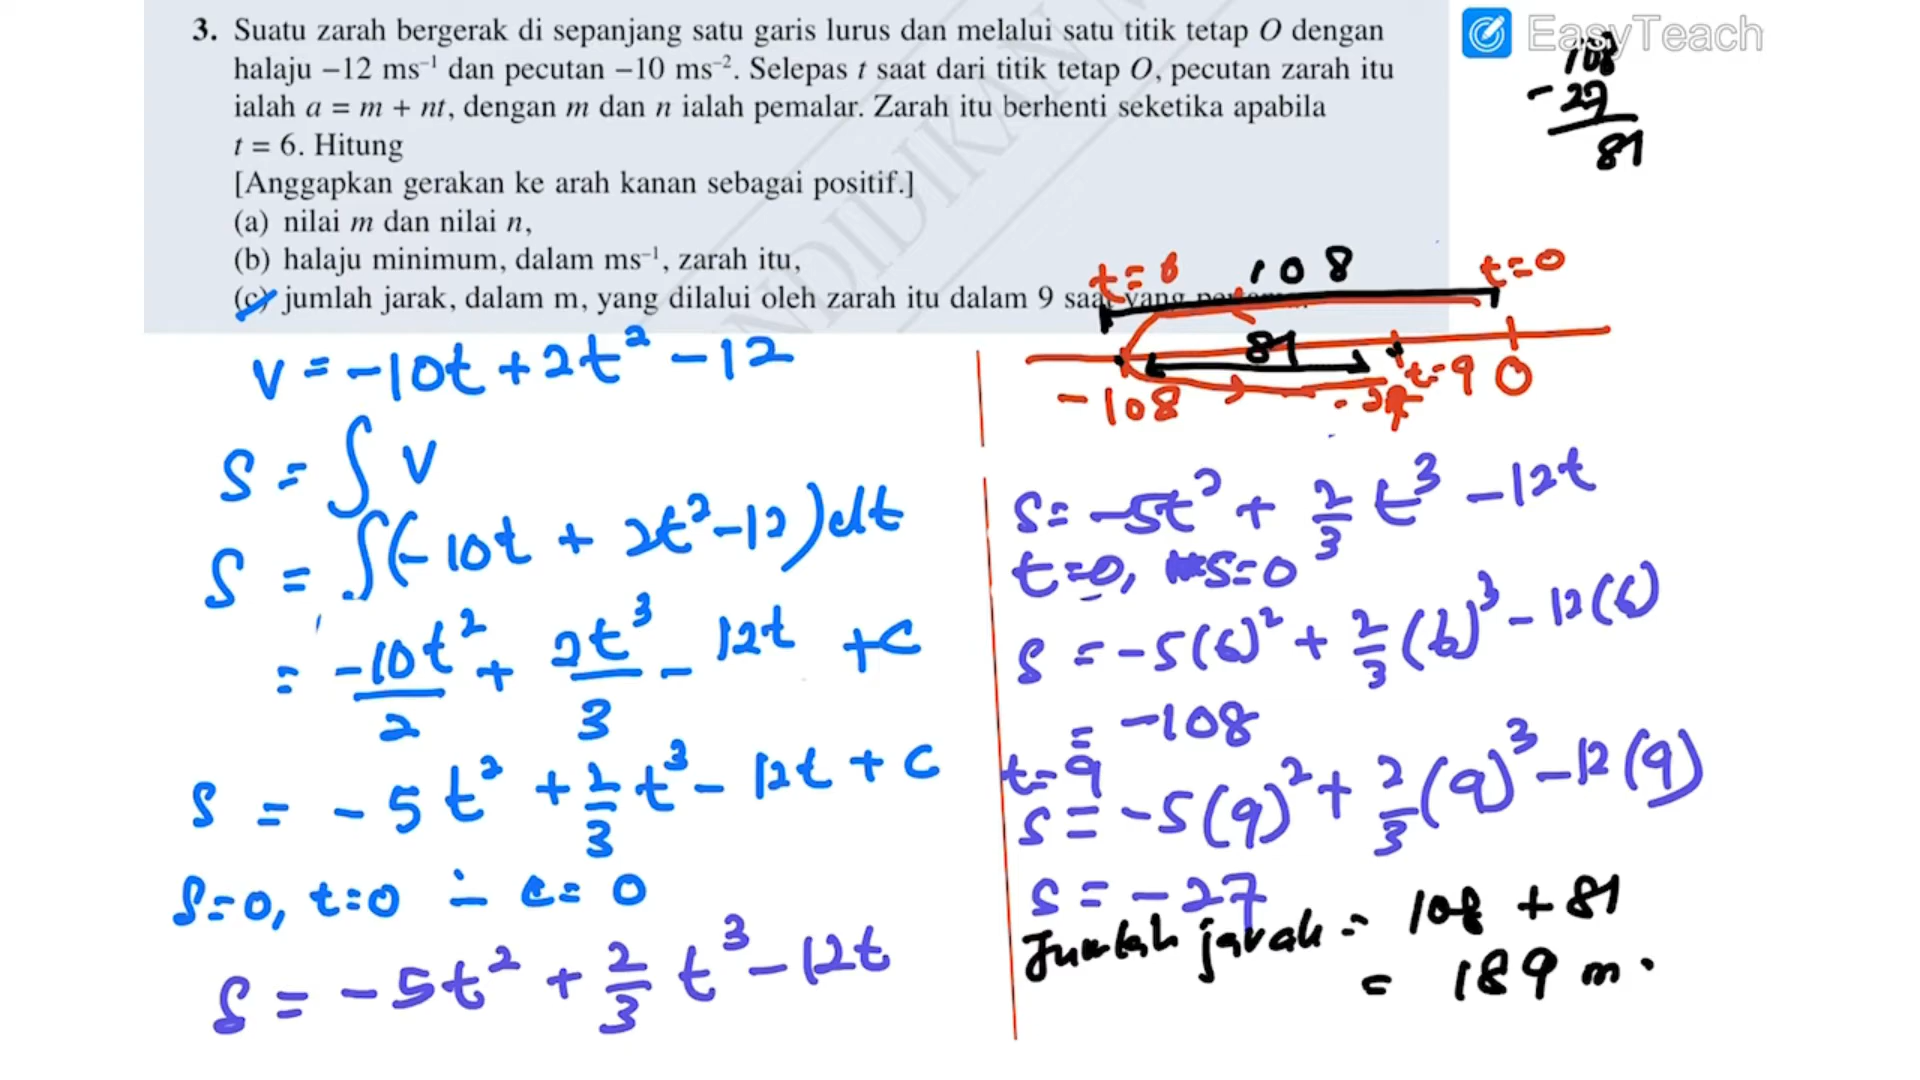 3. Suatu zarah bergerak di sepanjang satu garis lurus dan melalui satu titik tetap O dengan
halaju −12 ms⁻¹ dan pecutan −10 ms⁻². Selepas t saat dari titik tetap O, pecutan zarah itu
ialah a = m + nt, dengan m dan n ialah pemalar. Zarah itu berhenti seketika apabila
t = 6. Hitung
[Anggapkan gerakan ke arah kanan sebagai positif.]
(a) nilai m dan nilai n,
(b) halaju minimum, dalam ms⁻¹, zarah itu,
(c) jumlah jarak, dalam m, yang dilalui oleh zarah itu dalam 9 saat yang
EasyTeach
108
- 27
81
t=6 108 t=0
81
t=9 O
-108
v = -10t + 2t² - 12
s = ∫ v
s = ∫(-10t + 2t² - 12) dt
= -10t²/2 + 2t³/3 - 12t + c
s = -5t² + 2/3 t³ - 12t + c
s=0, t=0 ∴ c = 0
s = -5t² + 2/3 t³ - 12t
s = -5t² + 2/3 t³ - 12t
t=0, s=0
s = -5(6)² + 2/3 (6)³ - 12(6)
= -108
t=9
s = -5(9)² + 2/3 (9)³ - 12(9)
s = -27
Jumlah jarak = 108 + 81
= 189 m.